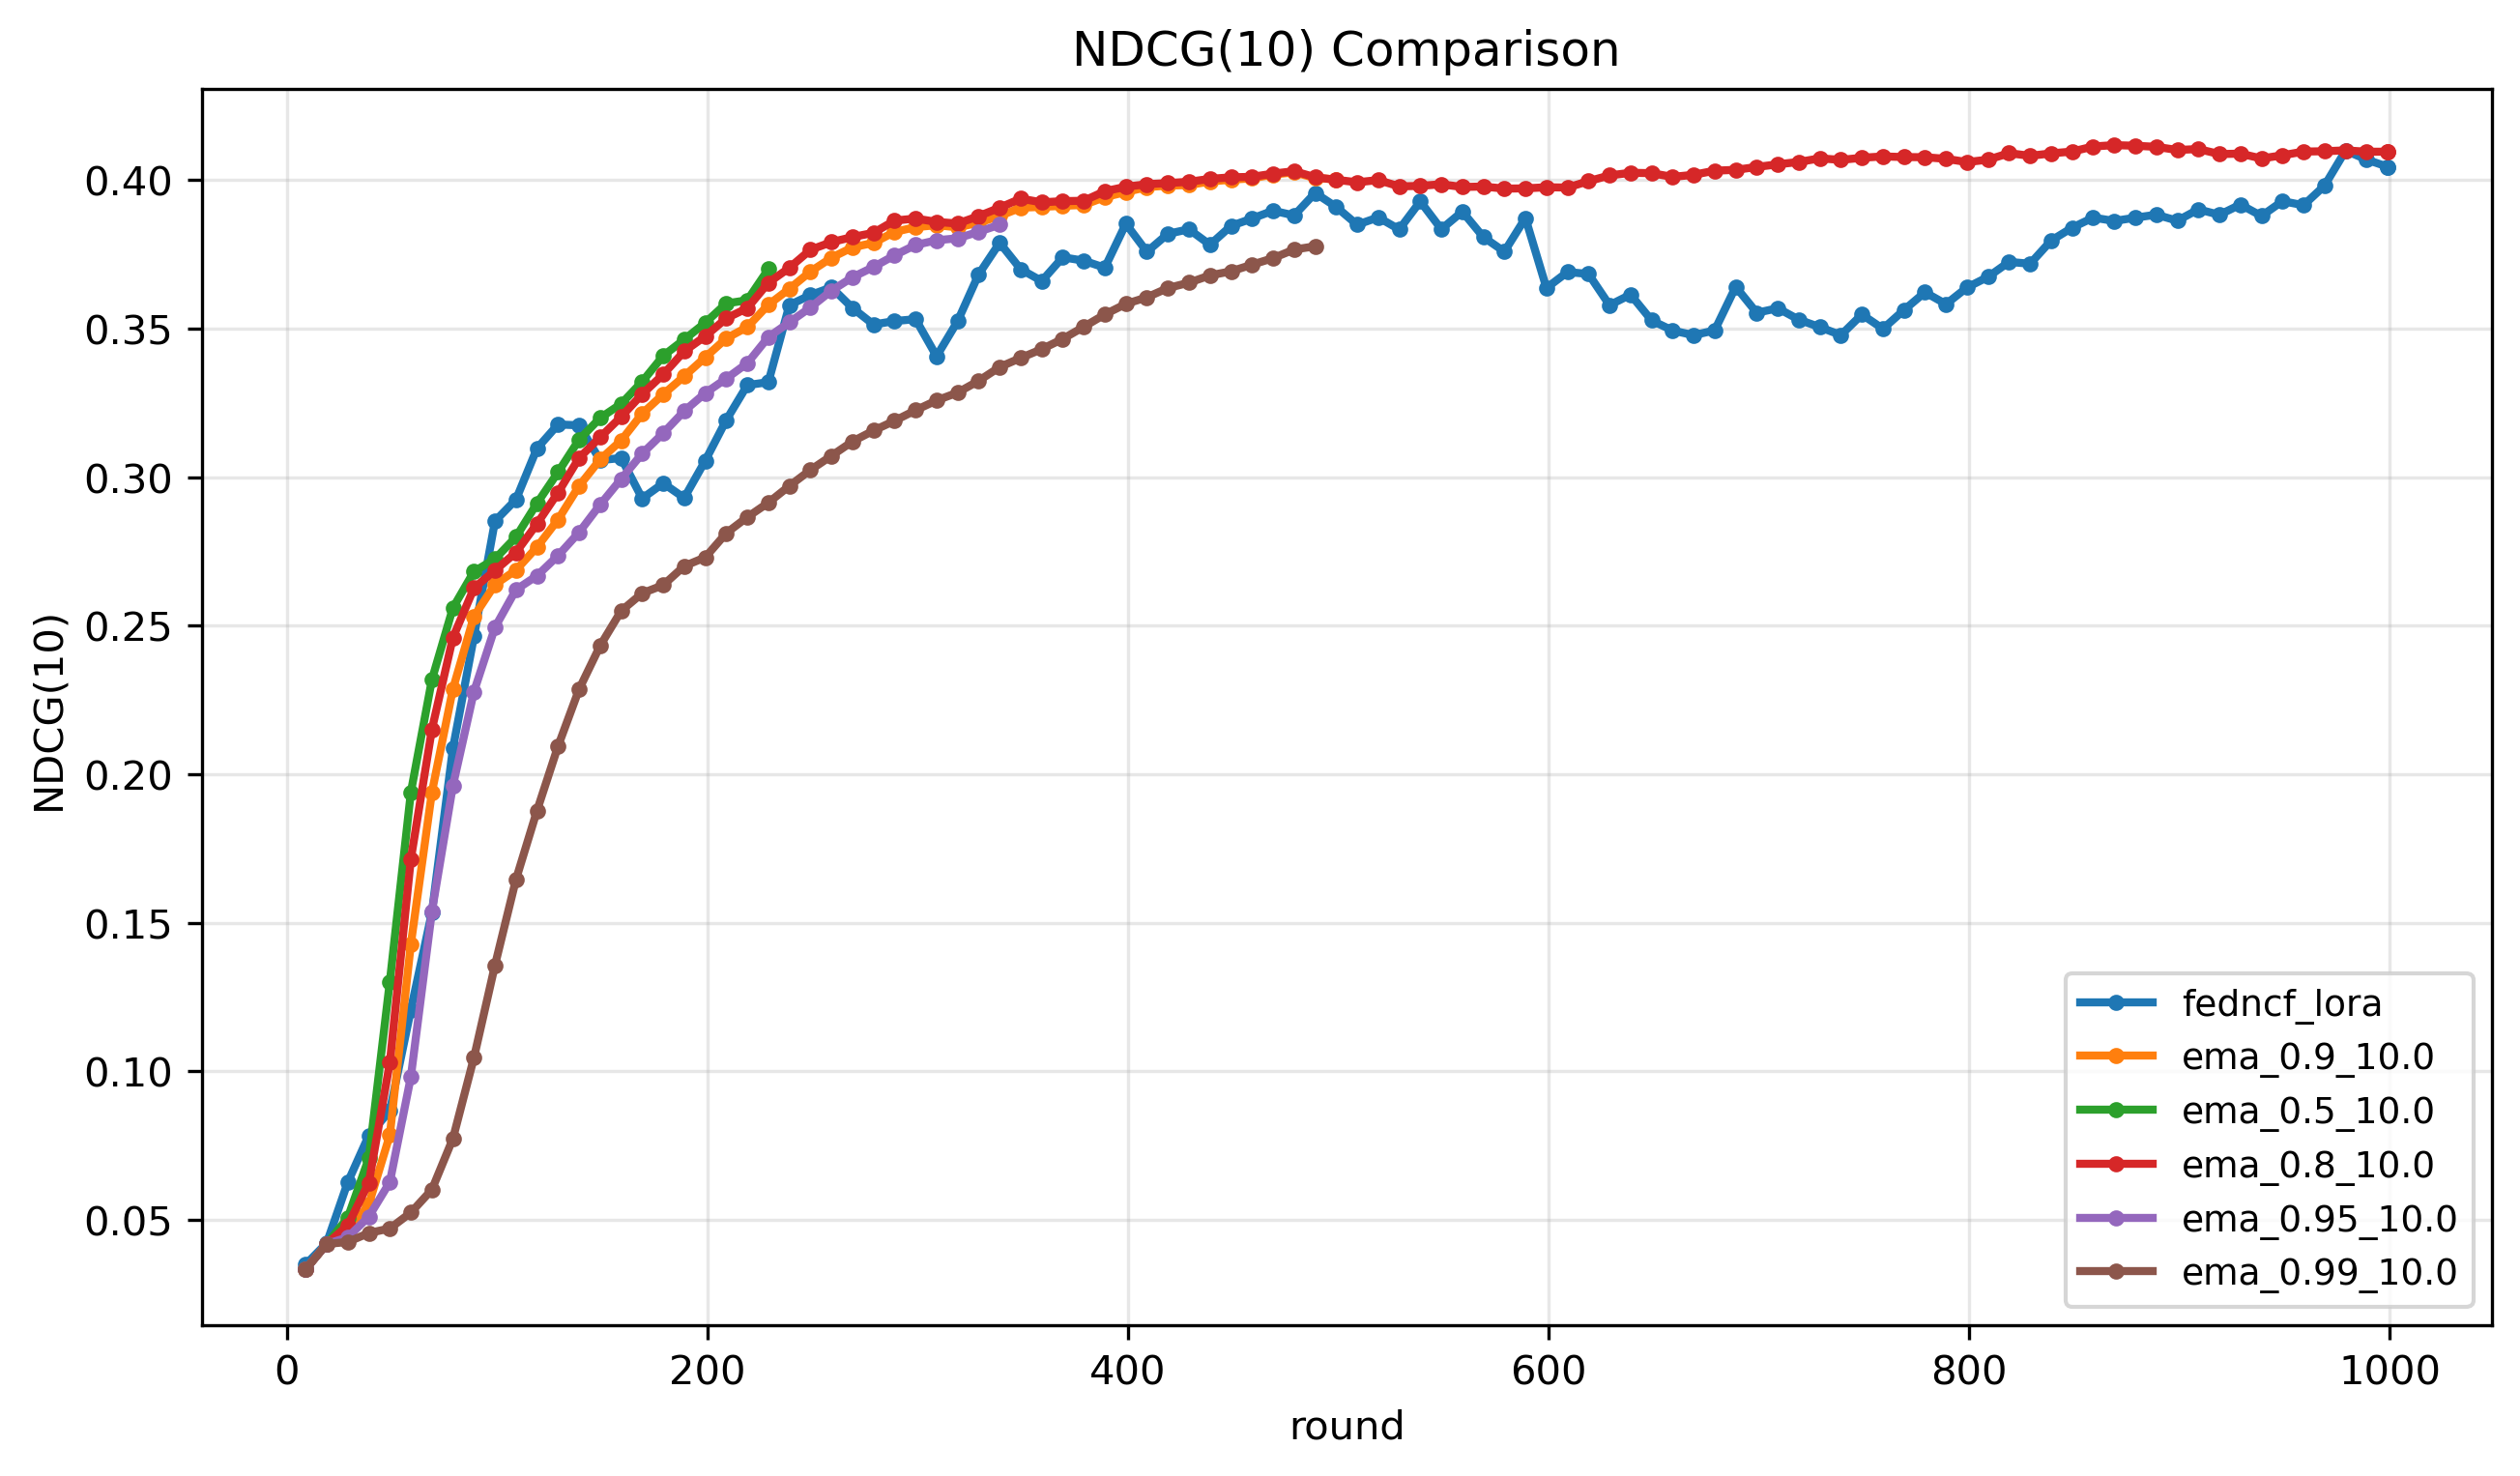 NDCG(10) Comparison
NDCG(10)
0.40
0.35
0.30
0.25
0.20
0.15
0.10
0.05
0
200
400
600
800
1000
round
fedncf_lora
ema_0.9_10.0
ema_0.5_10.0
ema_0.8_10.0
ema_0.95_10.0
ema_0.99_10.0